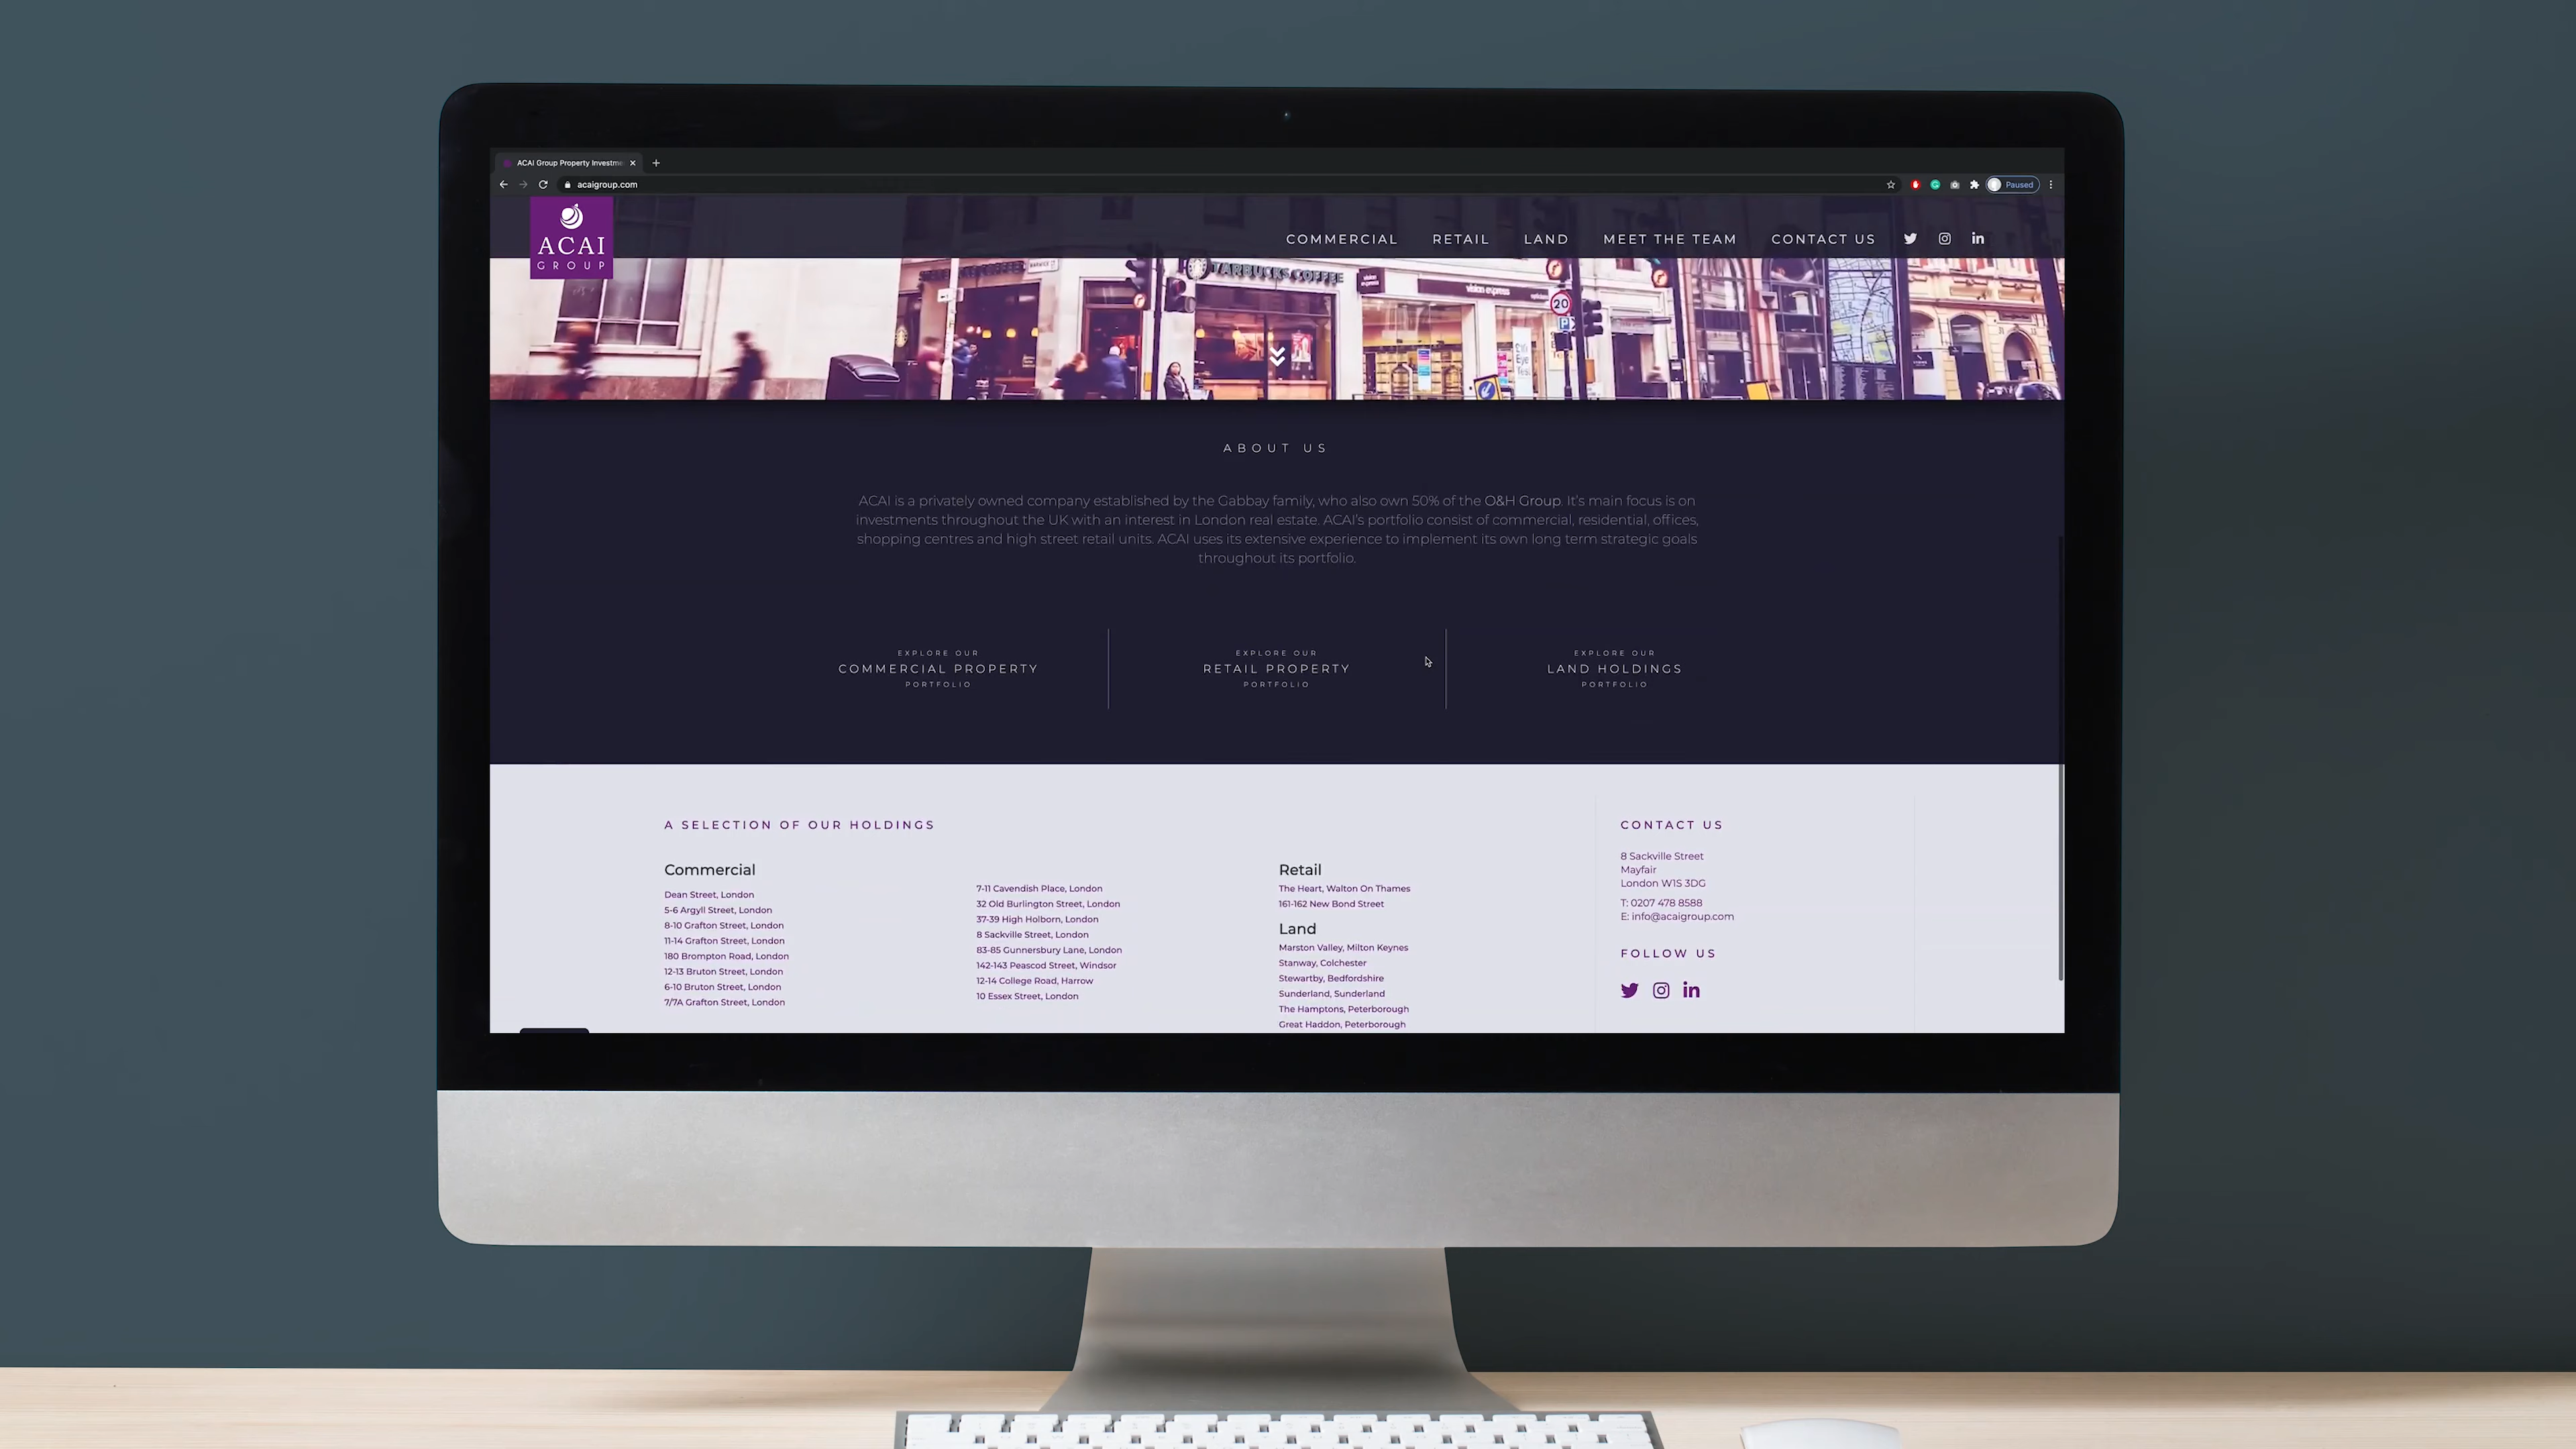 ACAI Group Property Investme
acaigroup.com
Paused
ACAI
GROUP
COMMERCIAL
RETAIL
LAND
MEET THE TEAM
CONTACT US
TARBUCKS COFFEE
vision express
20
P
ABOUT US
ACAI is a privately owned company established by the Gabbay family, who also own 50% of the O&H Group. It's main focus is on
investments throughout the UK with an interest in London real estate. ACAI's portfolio consist of commercial, residential, offices,
shopping centres and high street retail units. ACAI uses its extensive experience to implement its own long term strategic goals
throughout its portfolio.
EXPLORE OUR
COMMERCIAL PROPERTY
PORTFOLIO
EXPLORE OUR
RETAIL PROPERTY
PORTFOLIO
EXPLORE OUR
LAND HOLDINGS
PORTFOLIO
A SELECTION OF OUR HOLDINGS
Commercial
Dean Street, London
5-6 Argyll Street, London
8-10 Grafton Street, London
11-14 Grafton Street, London
180 Brompton Road, London
12-13 Bruton Street, London
6-10 Bruton Street, London
7/7A Grafton Street, London
7-11 Cavendish Place, London
32 Old Burlington Street, London
37-39 High Holborn, London
8 Sackville Street, London
83-85 Gunnersbury Lane, London
142-143 Peascod Street, Windsor
12-14 College Road, Harrow
10 Essex Street, London
Retail
The Heart, Walton On Thames
161-162 New Bond Street
Land
Marston Valley, Milton Keynes
Stanway, Colchester
Stewartby, Bedfordshire
Sunderland, Sunderland
The Hamptons, Peterborough
Great Haddon, Peterborough
CONTACT US
8 Sackville Street
Mayfair
London W1S 3DG
T: 0207 478 8588
E: info@acaigroup.com
FOLLOW US